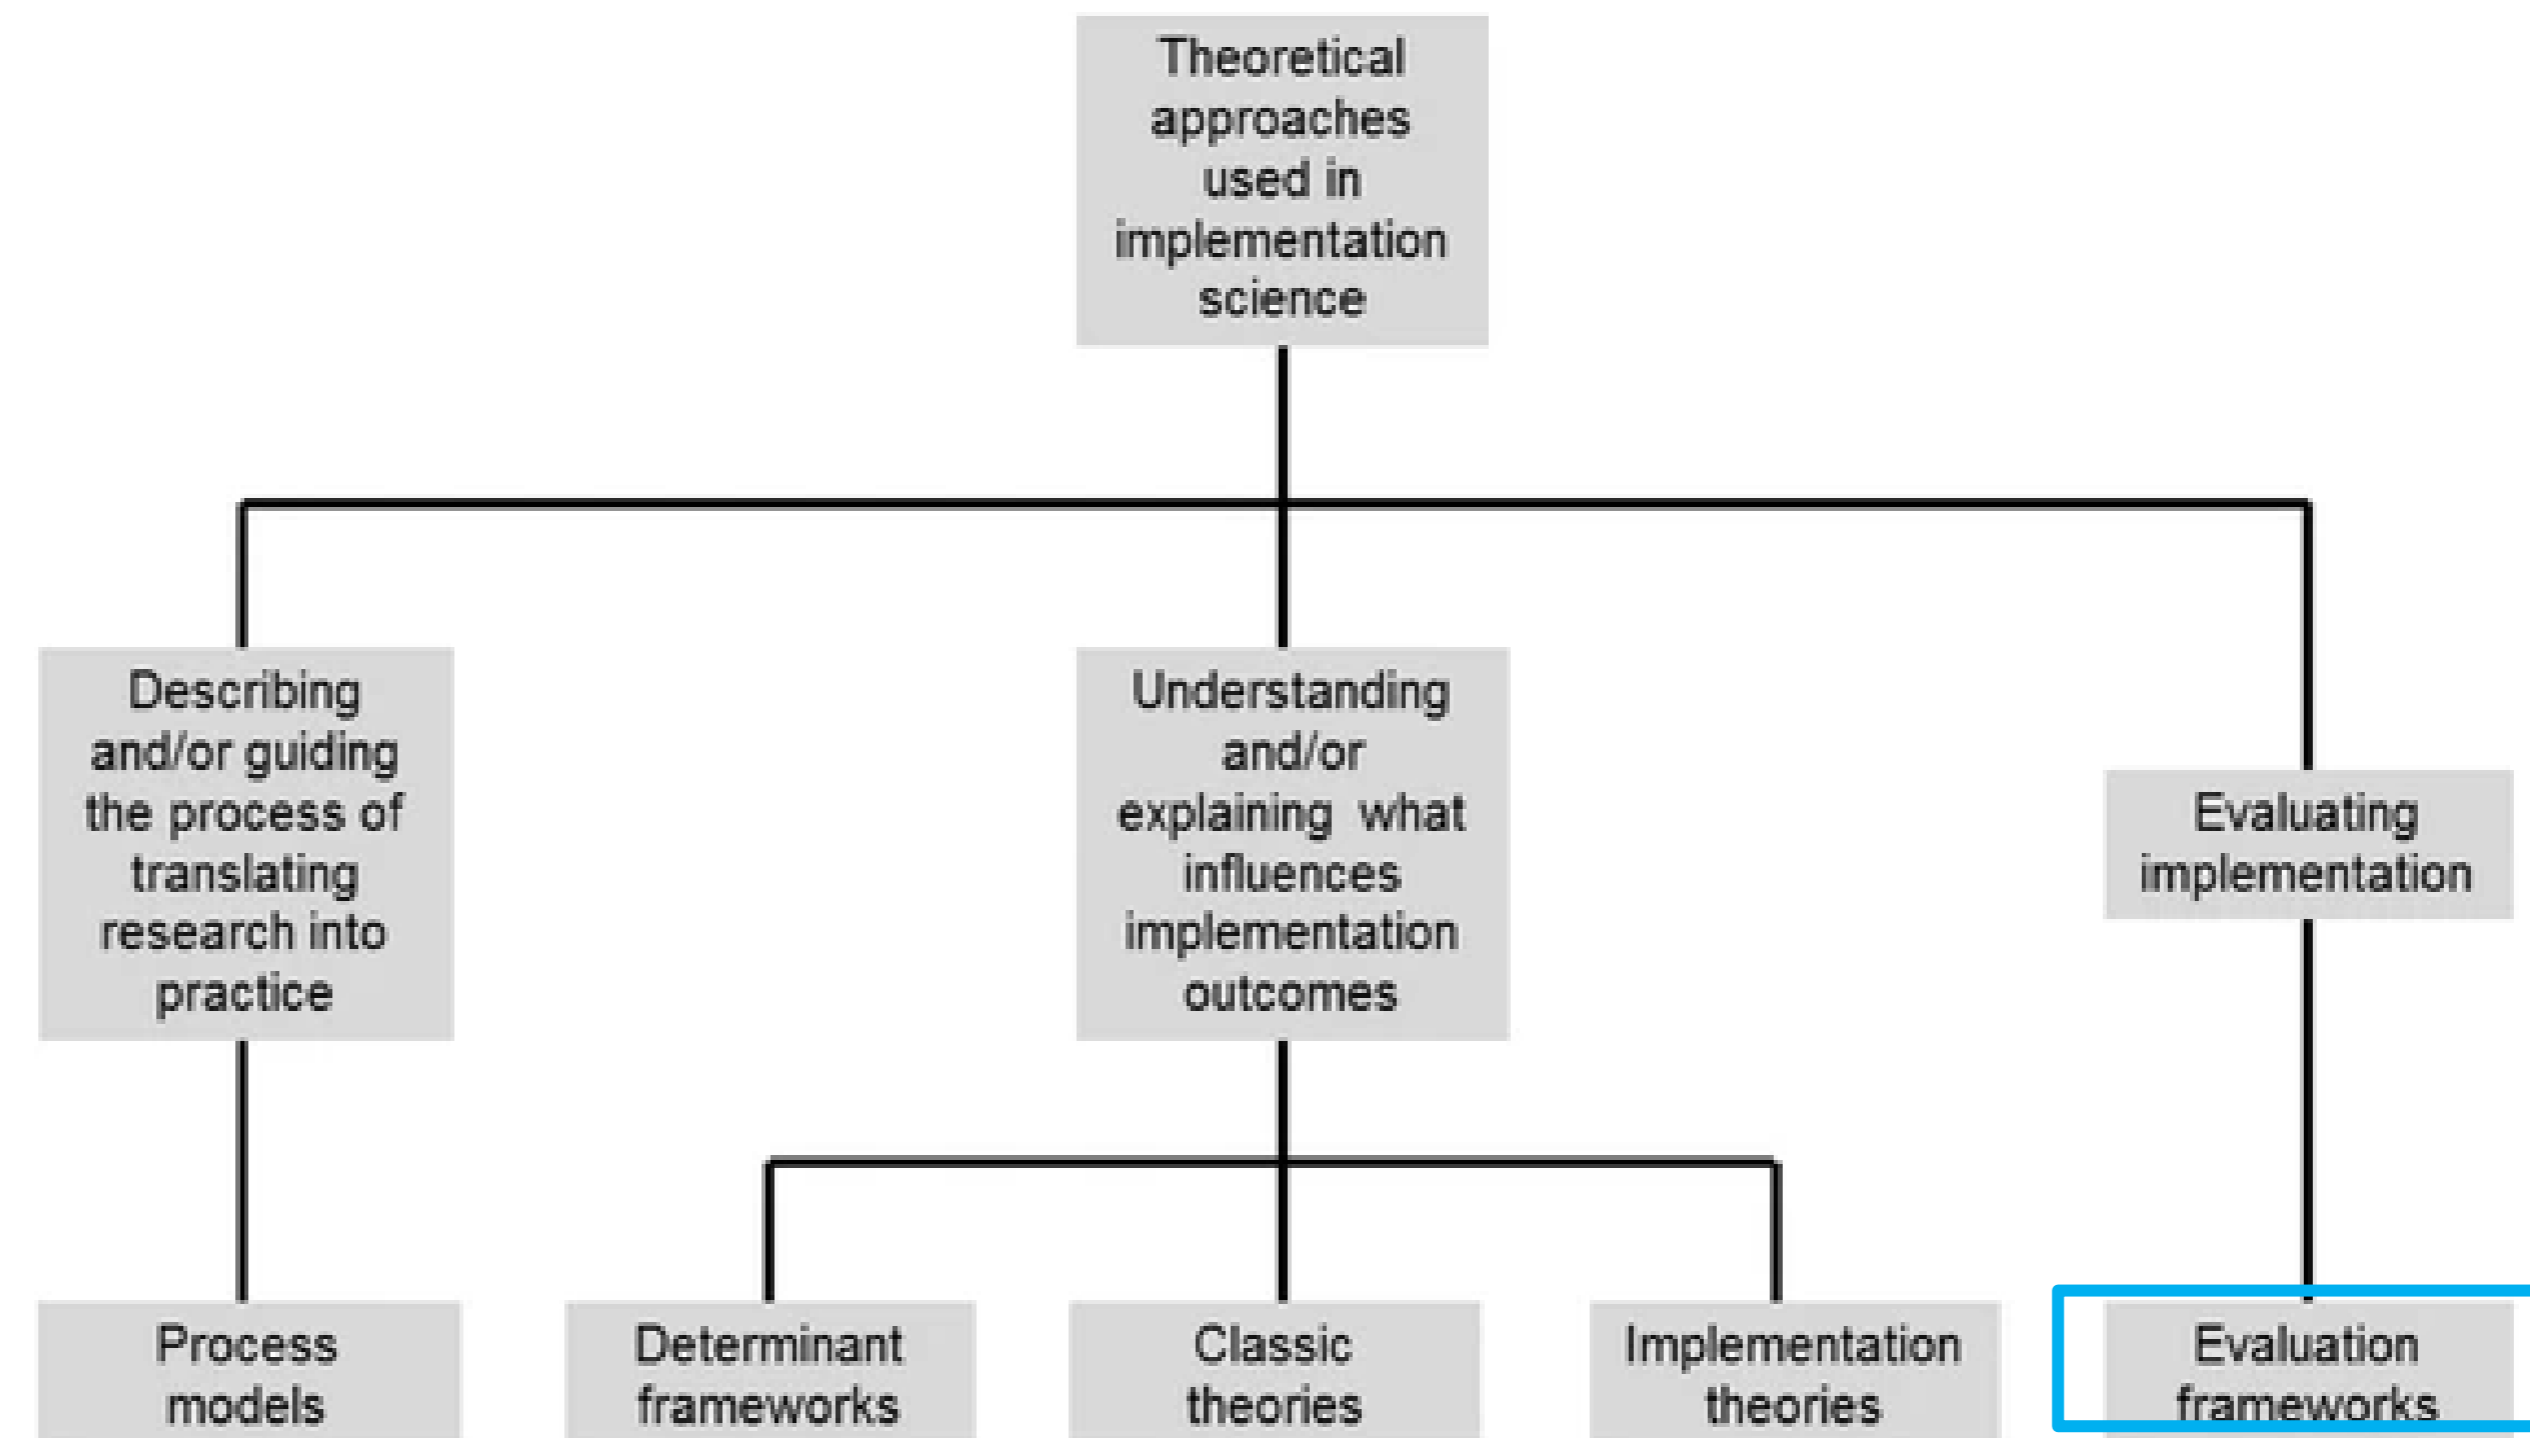 Theoretical
approaches
used in
implementation
science
Describing
and/or guiding
the process of
translating
research into
practice
Understanding
and/or
explaining what
influences
implementation
outcomes
Evaluating
implementation
Process
models
Determinant
frameworks
Classic
theories
Implementation
theories
Evaluation
frameworks